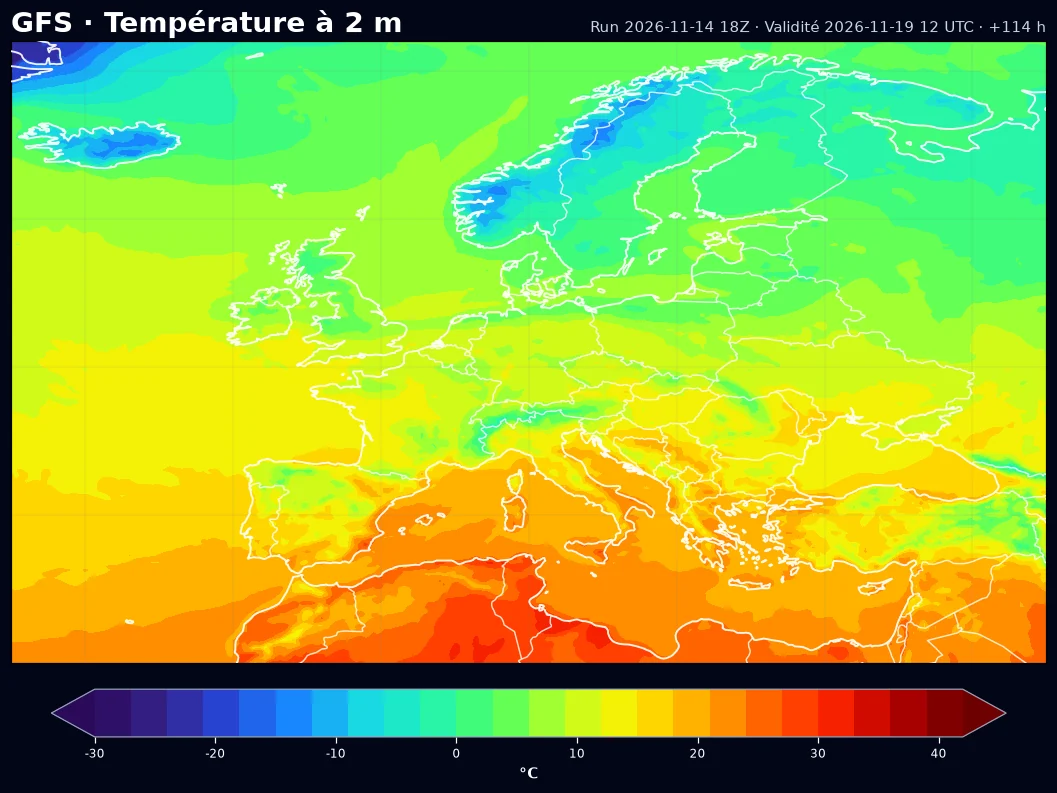 GFS · Température à 2 m
Run 2026-11-14 18Z · Validité 2026-11-19 12 UTC · +114 h
-30 -20 -10 0 10 20 30 40
°C